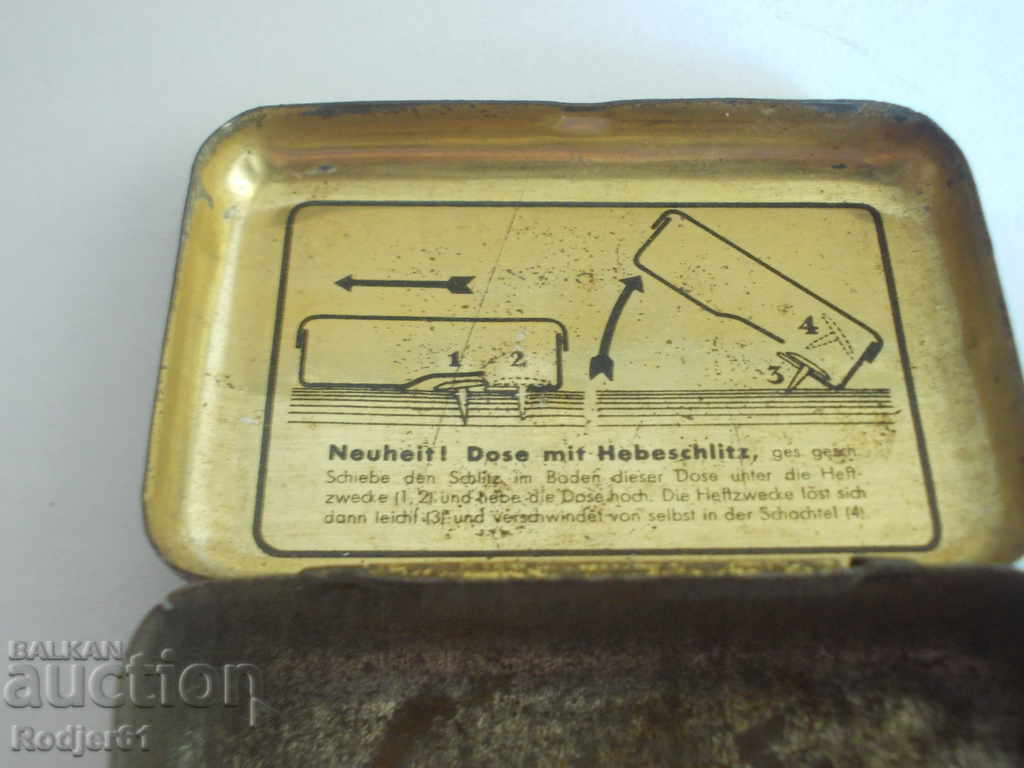 1 2 3 4
Neuheit! Dose mit Hebeschlitz, ges. gesch.
Schiebe den Schlitz im Boden dieser Dose unter die Heft-
zwecke (1, 2) und hebe die Dose hoch. Die Heftzwecke löst sich
dann leicht (3) und verschwindet von selbst in der Schachtel (4).
BALKAN
auction
Rodjer61